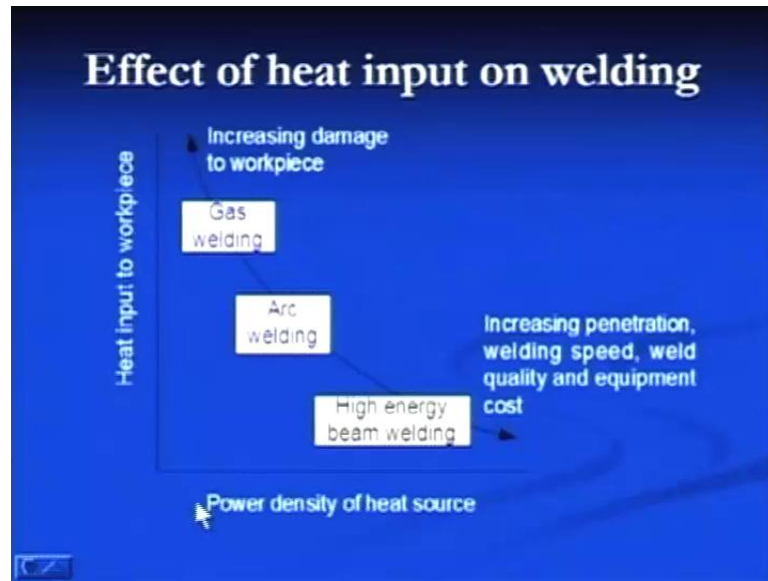 Effect of heat input on welding
Increasing damage
to workpiece
Heat input to workpiece
Gas
welding
Arc
welding
Increasing penetration,
welding speed, weld
quality and equipment
cost
High energy
beam welding
Power density of heat source